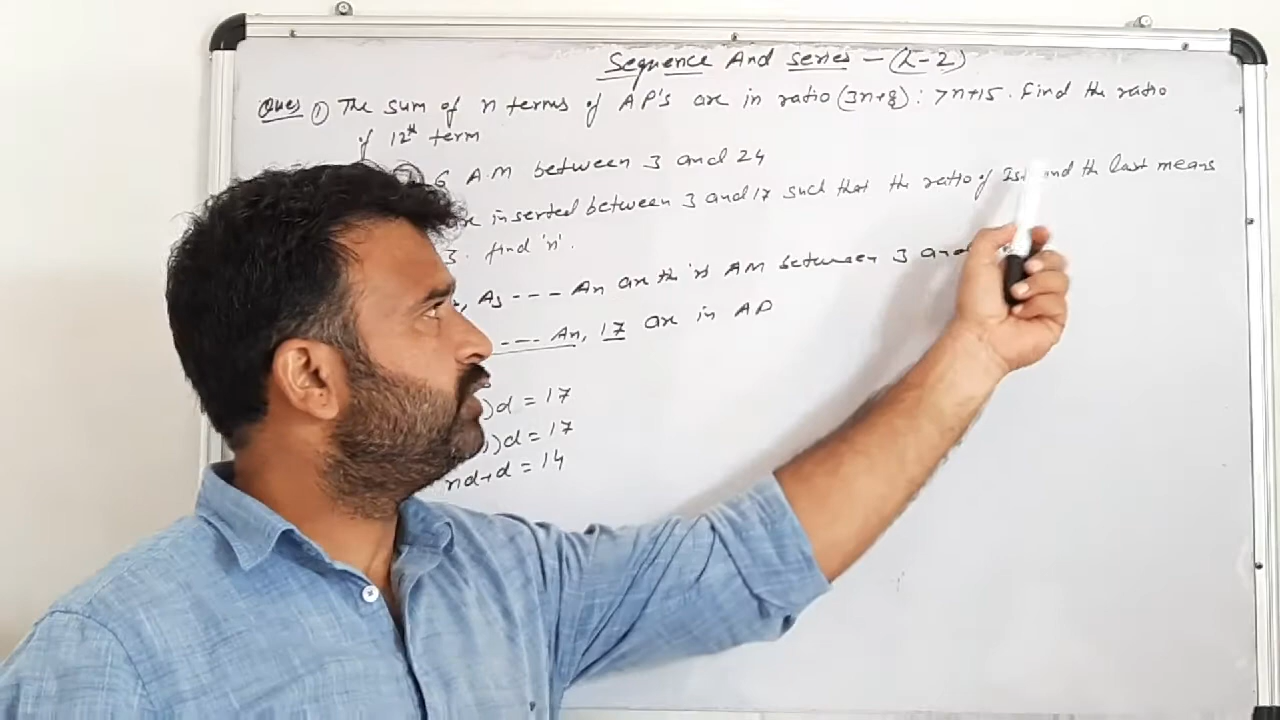 Sequence And series - (L-2)
Ques ① The sum of n terms of AP's are in ratio (3n+8) : 7n+15. Find the ratio
of 12th term
6 A.M between 3 and 24
inserted between 3 and 17 such that the ratio of Ist and the last means
3. find 'n'.
A3 ---- An are the 'n' AM between 3 and
---- An, 17 are in AP
)d = 17
)d = 17
nd+d = 14